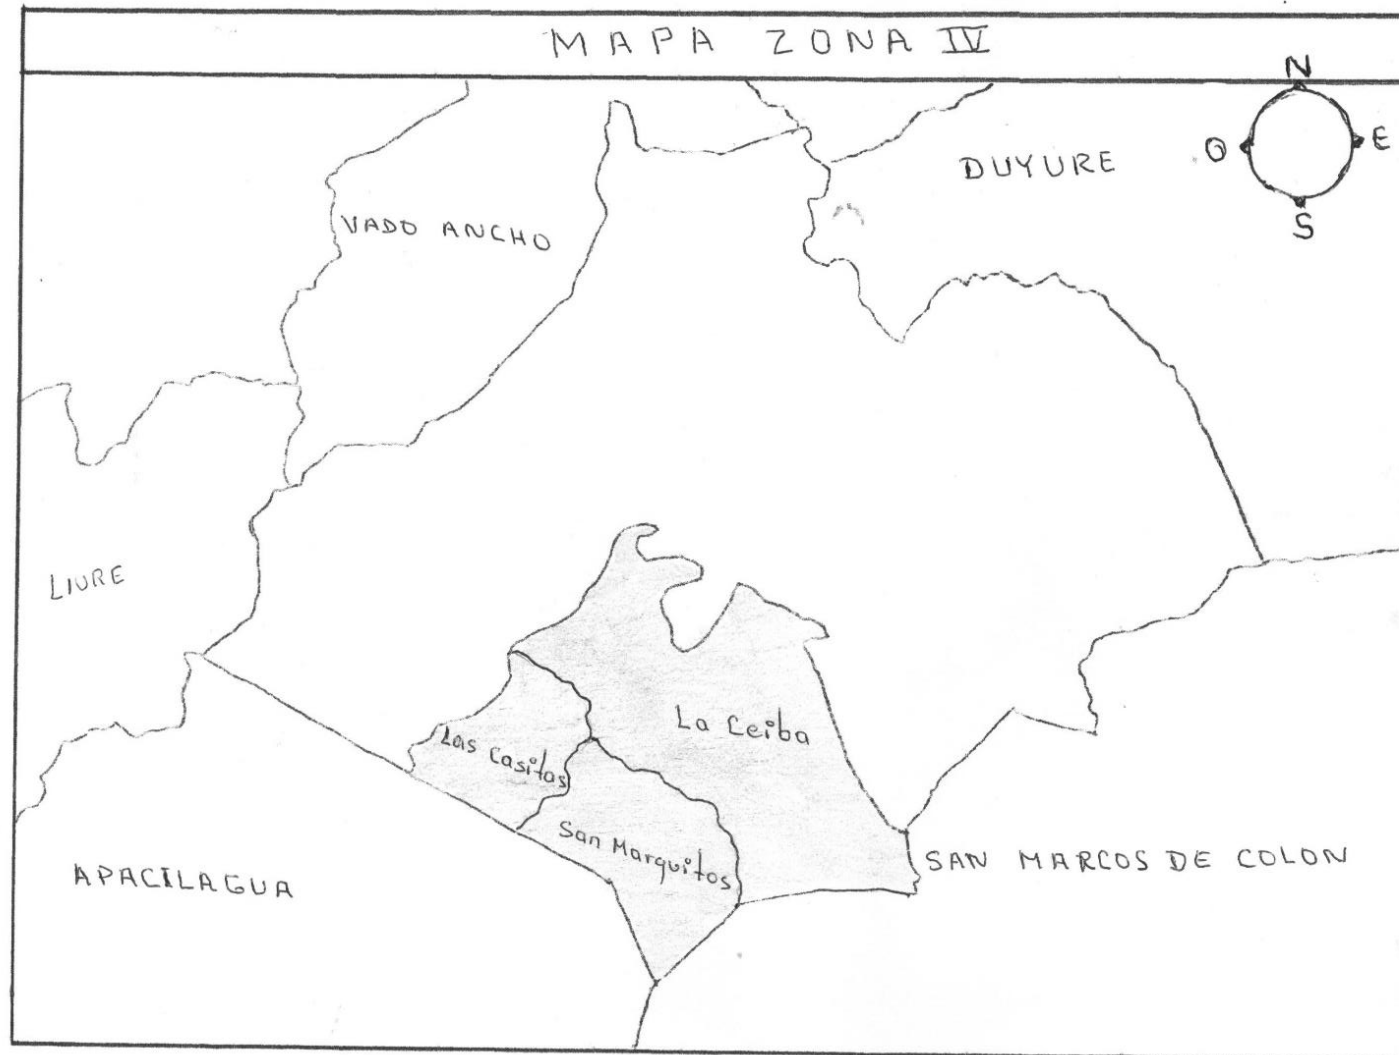 MAPA ZONA IV
N
O E
S
DUYURE
VADO ANCHO
LIURE
La Ceiba
Las Casitas
San Marquitos
SAN MARCOS DE COLON
APACILAGUA